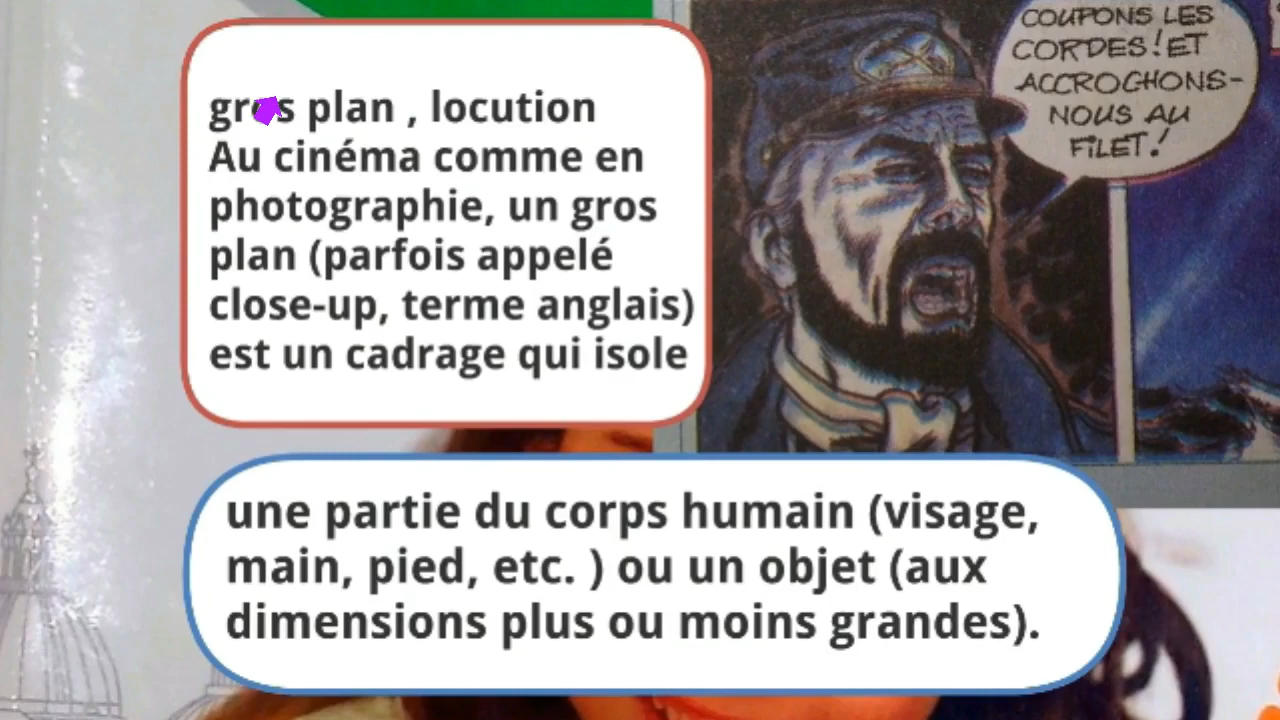 gros plan , locution
Au cinéma comme en
photographie, un gros
plan (parfois appelé
close-up, terme anglais)
est un cadrage qui isole
COUPONS LES
CORDES! ET
ACCROCHONS-
NOUS AU
FILET!
une partie du corps humain (visage,
main, pied, etc. ) ou un objet (aux
dimensions plus ou moins grandes).